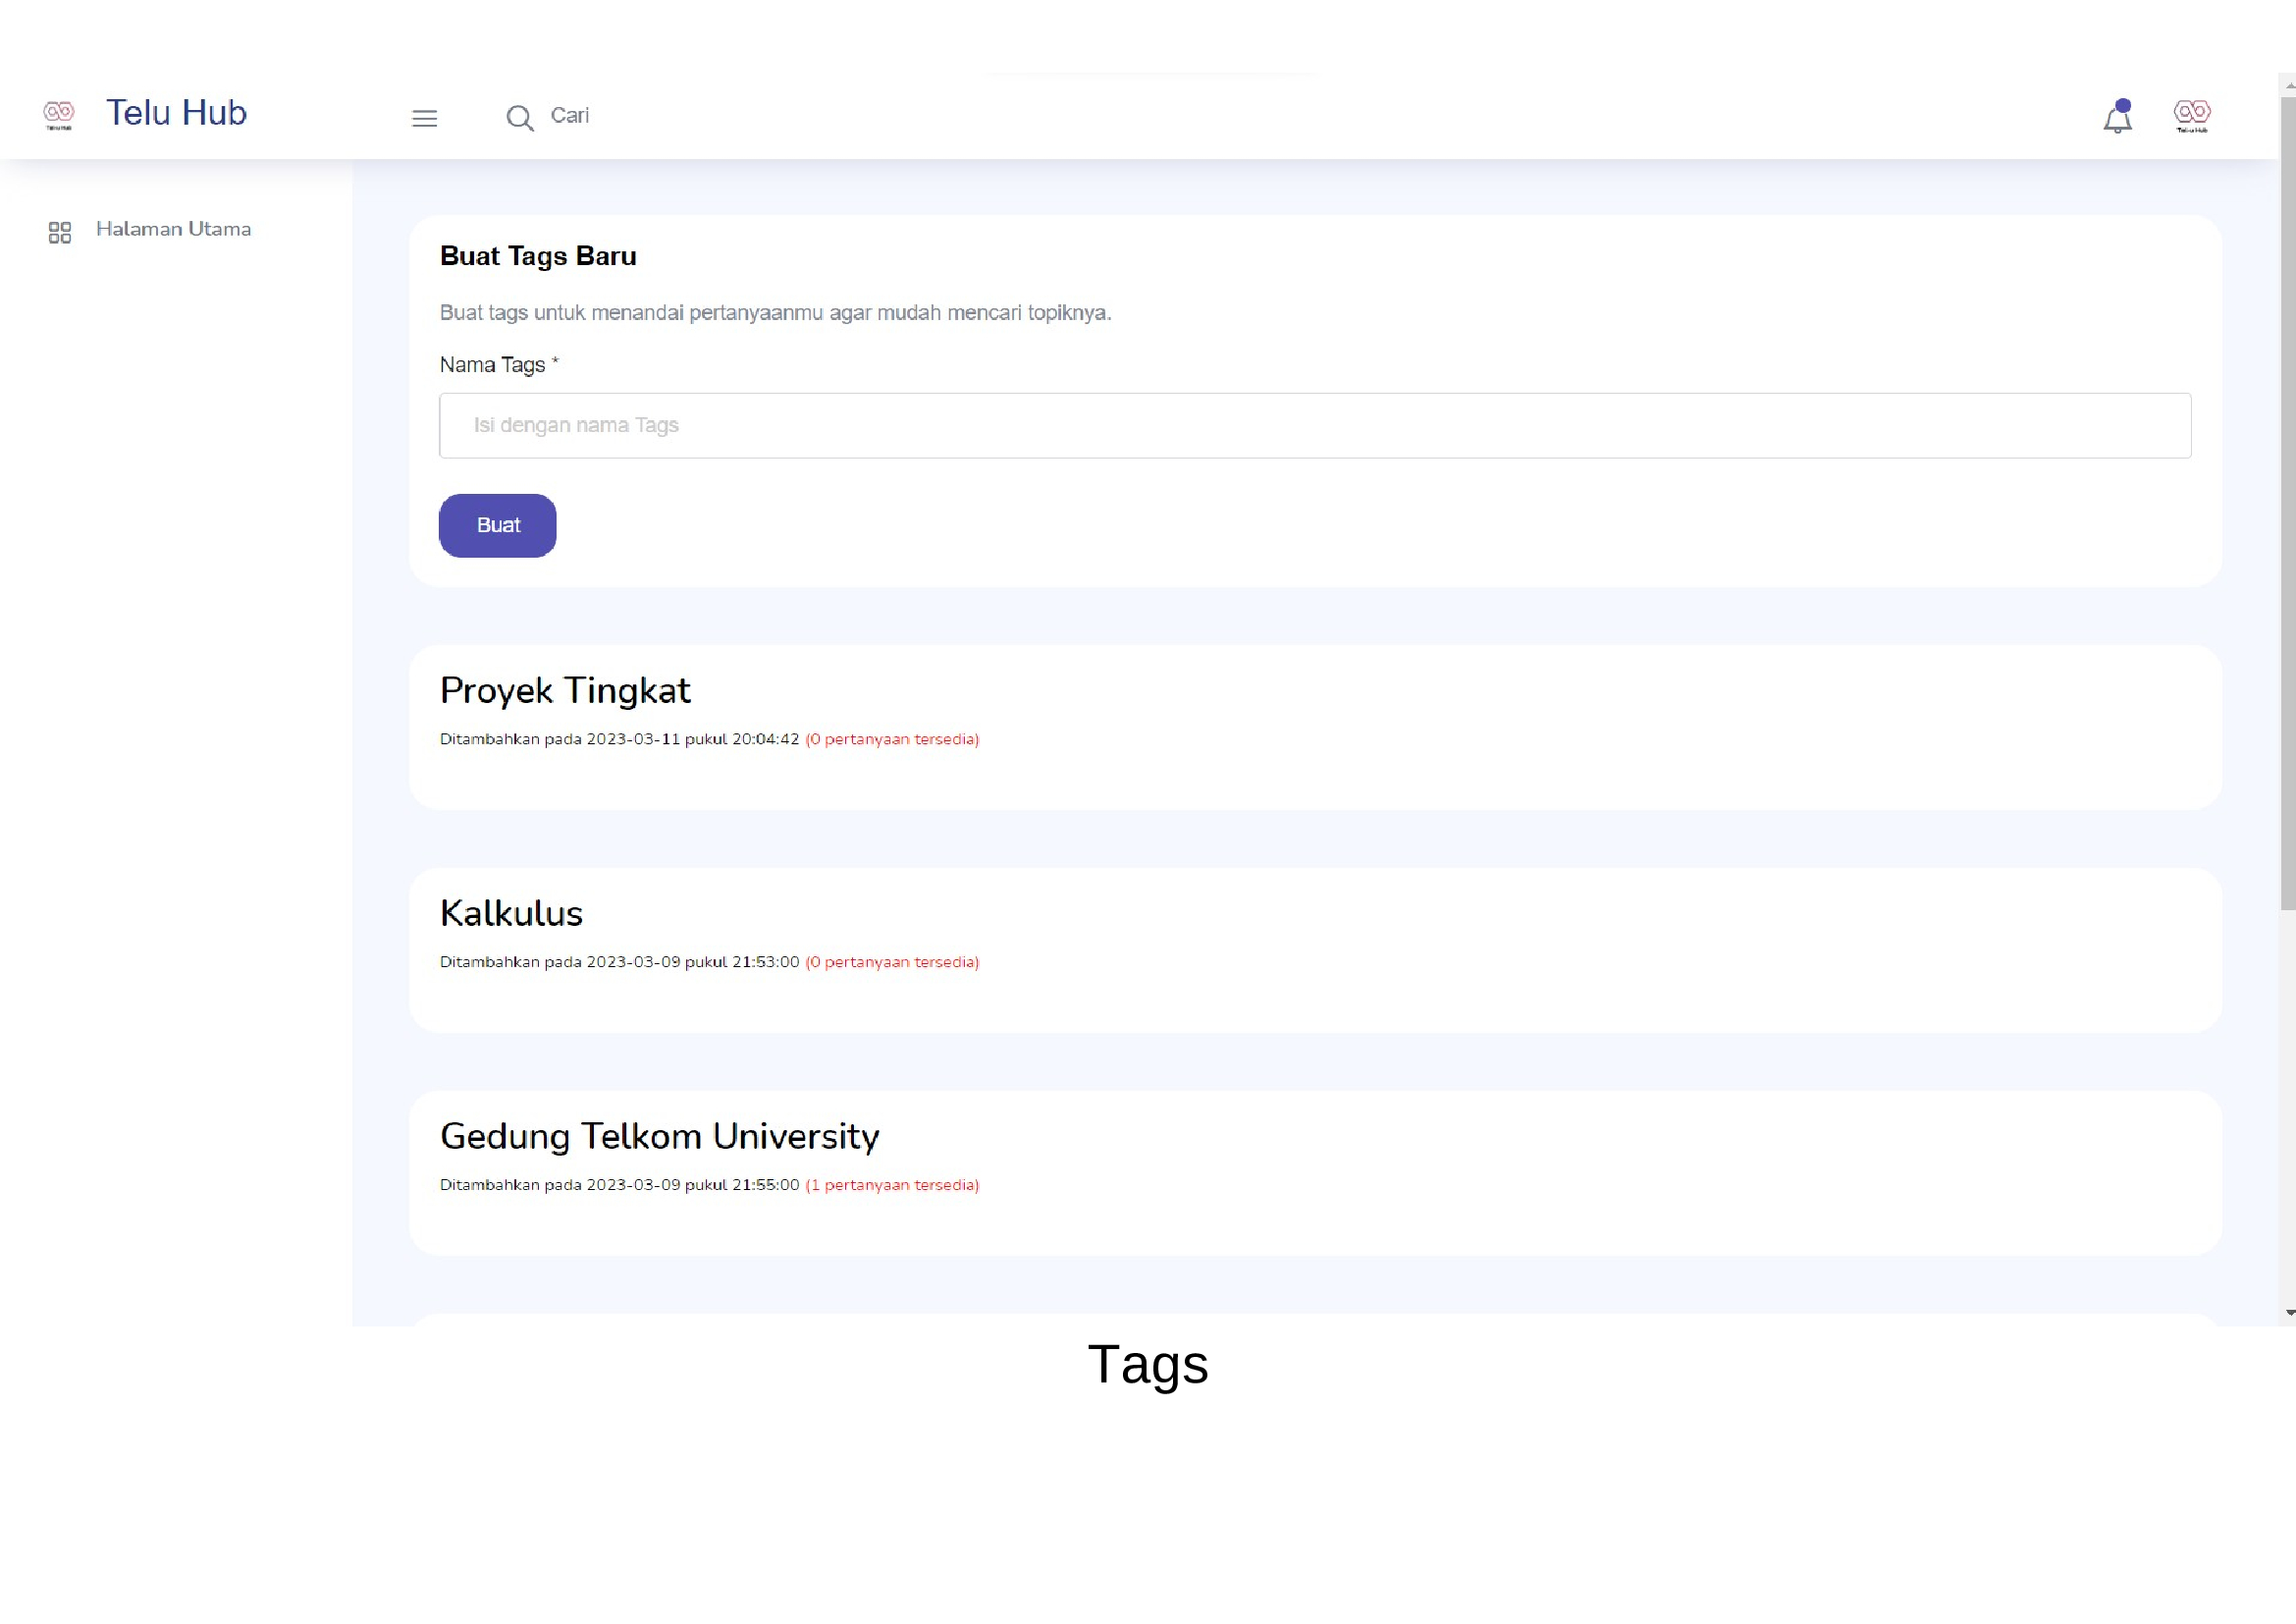 Telu Hub
Cari
Halaman Utama
Buat Tags Baru
Buat tags untuk menandai pertanyaanmu agar mudah mencari topiknya.
Nama Tags *
Isi dengan nama Tags
Buat
Proyek Tingkat
Ditambahkan pada 2023-03-11 pukul 20:04:42 (0 pertanyaan tersedia)
Kalkulus
Ditambahkan pada 2023-03-09 pukul 21:53:00 (0 pertanyaan tersedia)
Gedung Telkom University
Ditambahkan pada 2023-03-09 pukul 21:55:00 (1 pertanyaan tersedia)
Tags